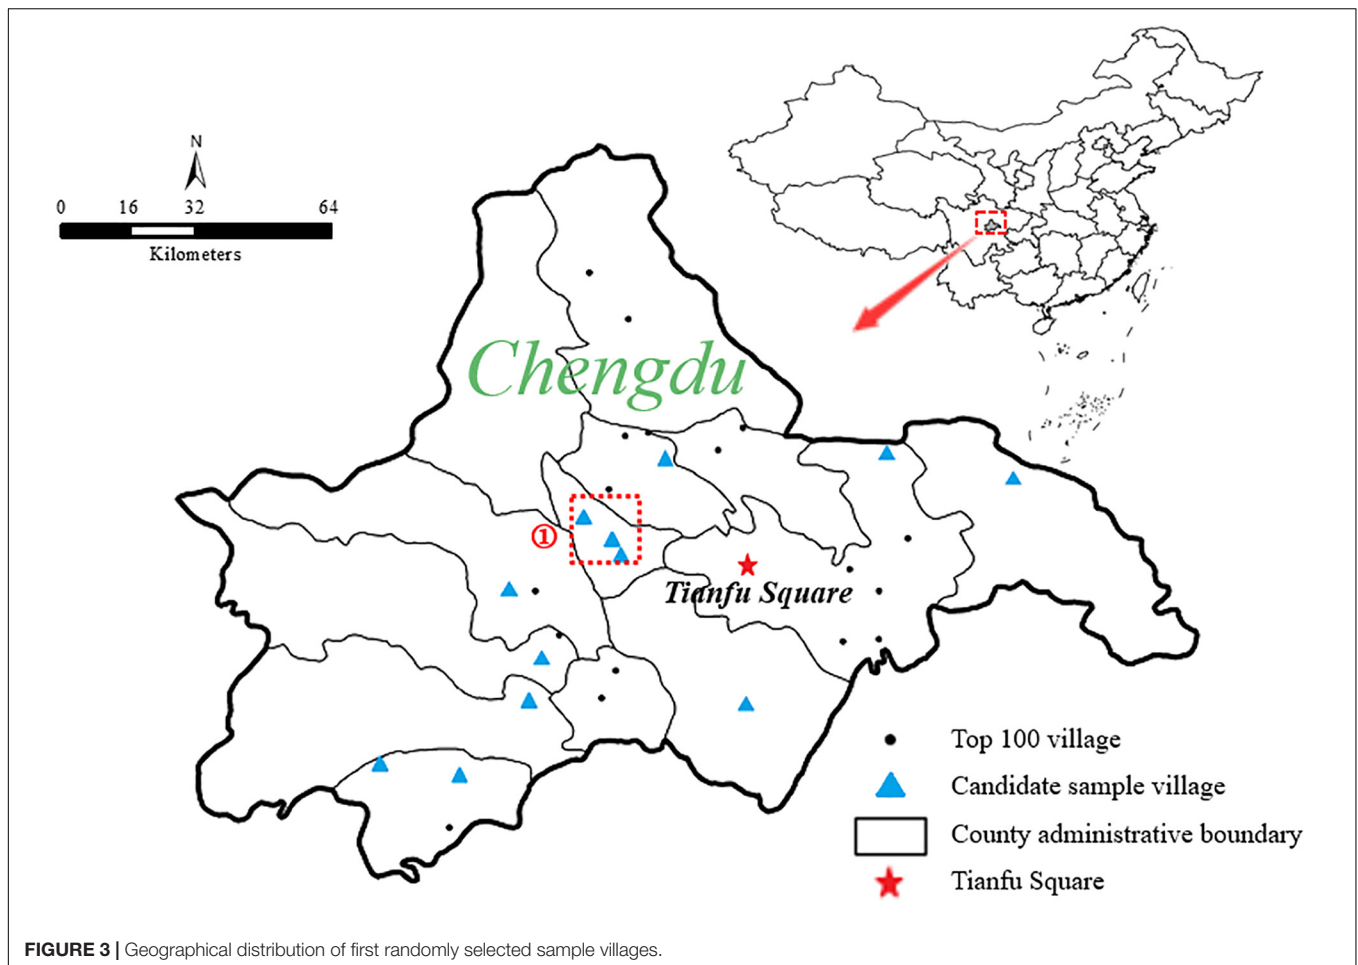 N
0 16 32 64
Kilometers
Chengdu
①
Tianfu Square
Top 100 village
Candidate sample village
County administrative boundary
Tianfu Square
FIGURE 3 | Geographical distribution of first randomly selected sample villages.